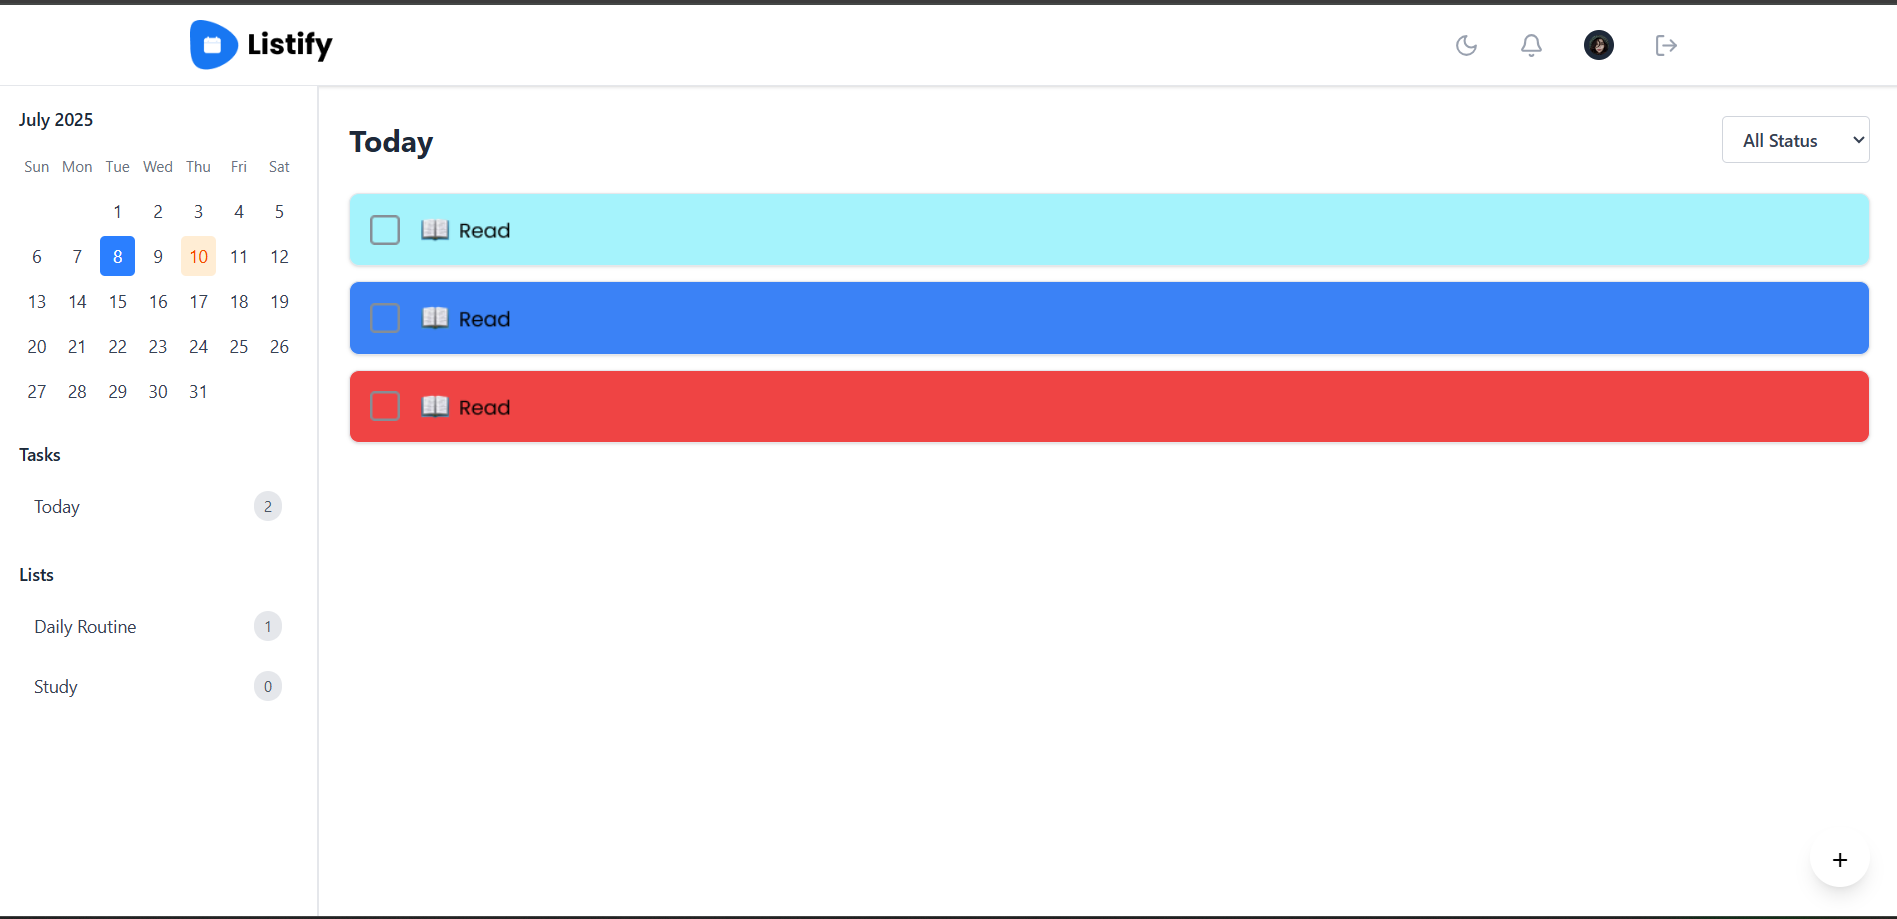 Listify
July 2025
Sun Mon Tue Wed Thu Fri Sat
1 2 3 4 5
6 7 8 9 10 11 12
13 14 15 16 17 18 19
20 21 22 23 24 25 26
27 28 29 30 31
Tasks
Today 2
Lists
Daily Routine 1
Study 0
Today
All Status
📖 Read
📖 Read
📖 Read
+